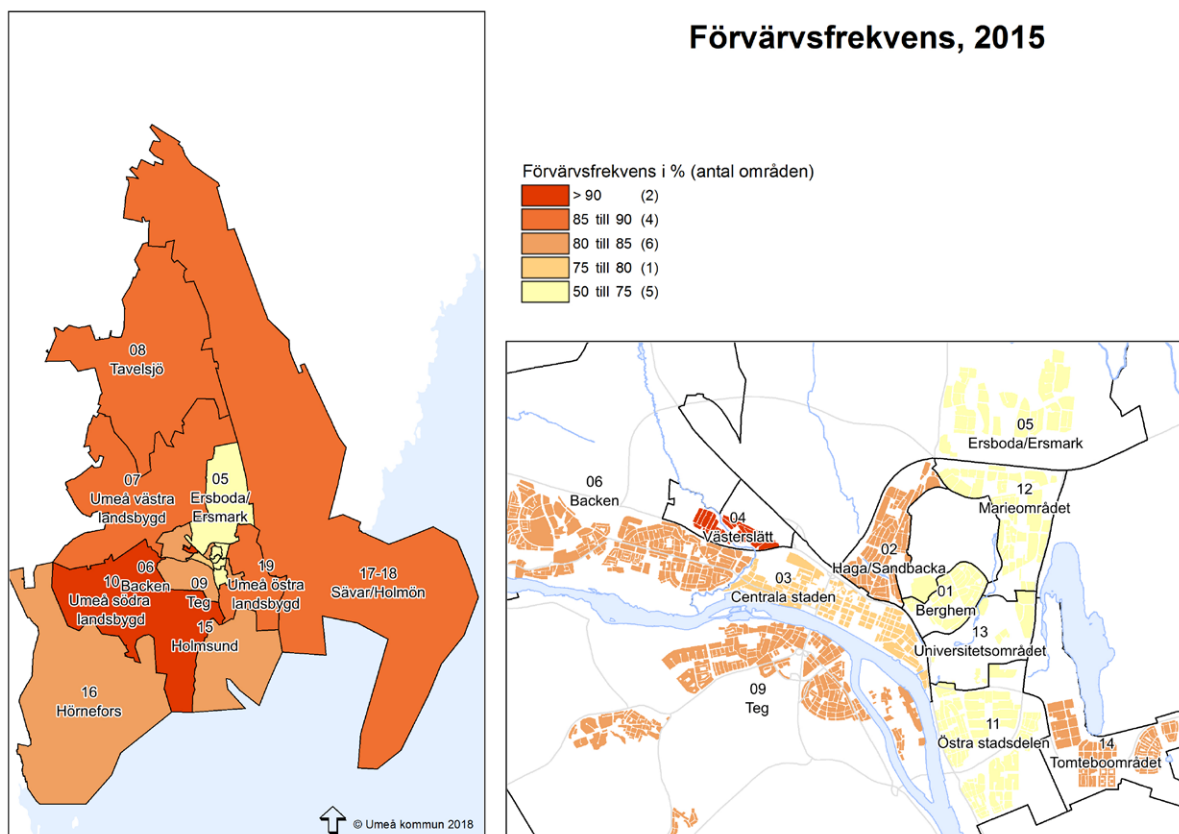 Förvärvsfrekvens, 2015
Förvärvsfrekvens i % (antal områden)
> 90 (2)
85 till 90 (4)
80 till 85 (6)
75 till 80 (1)
50 till 75 (5)
08
Tavelsjö
07
Umeå västra
landsbygd
05
Ersboda/
Ersmark
06
Backen
10
Umeå södra
landsbygd
09
Teg
19
Umeå östra
landsbygd
17-18
Sävar/Holmön
15
Holmsund
16
Hörnefors
© Umeå kommun 2018
05
Ersboda/Ersmark
06
Backen
12
Marieområdet
04
Västerslätt
02
Haga/Sandbacka
03
Centrala staden
01
Berghem
13
Universitetsområdet
09
Teg
11
Östra stadsdelen
14
Tomteboområdet